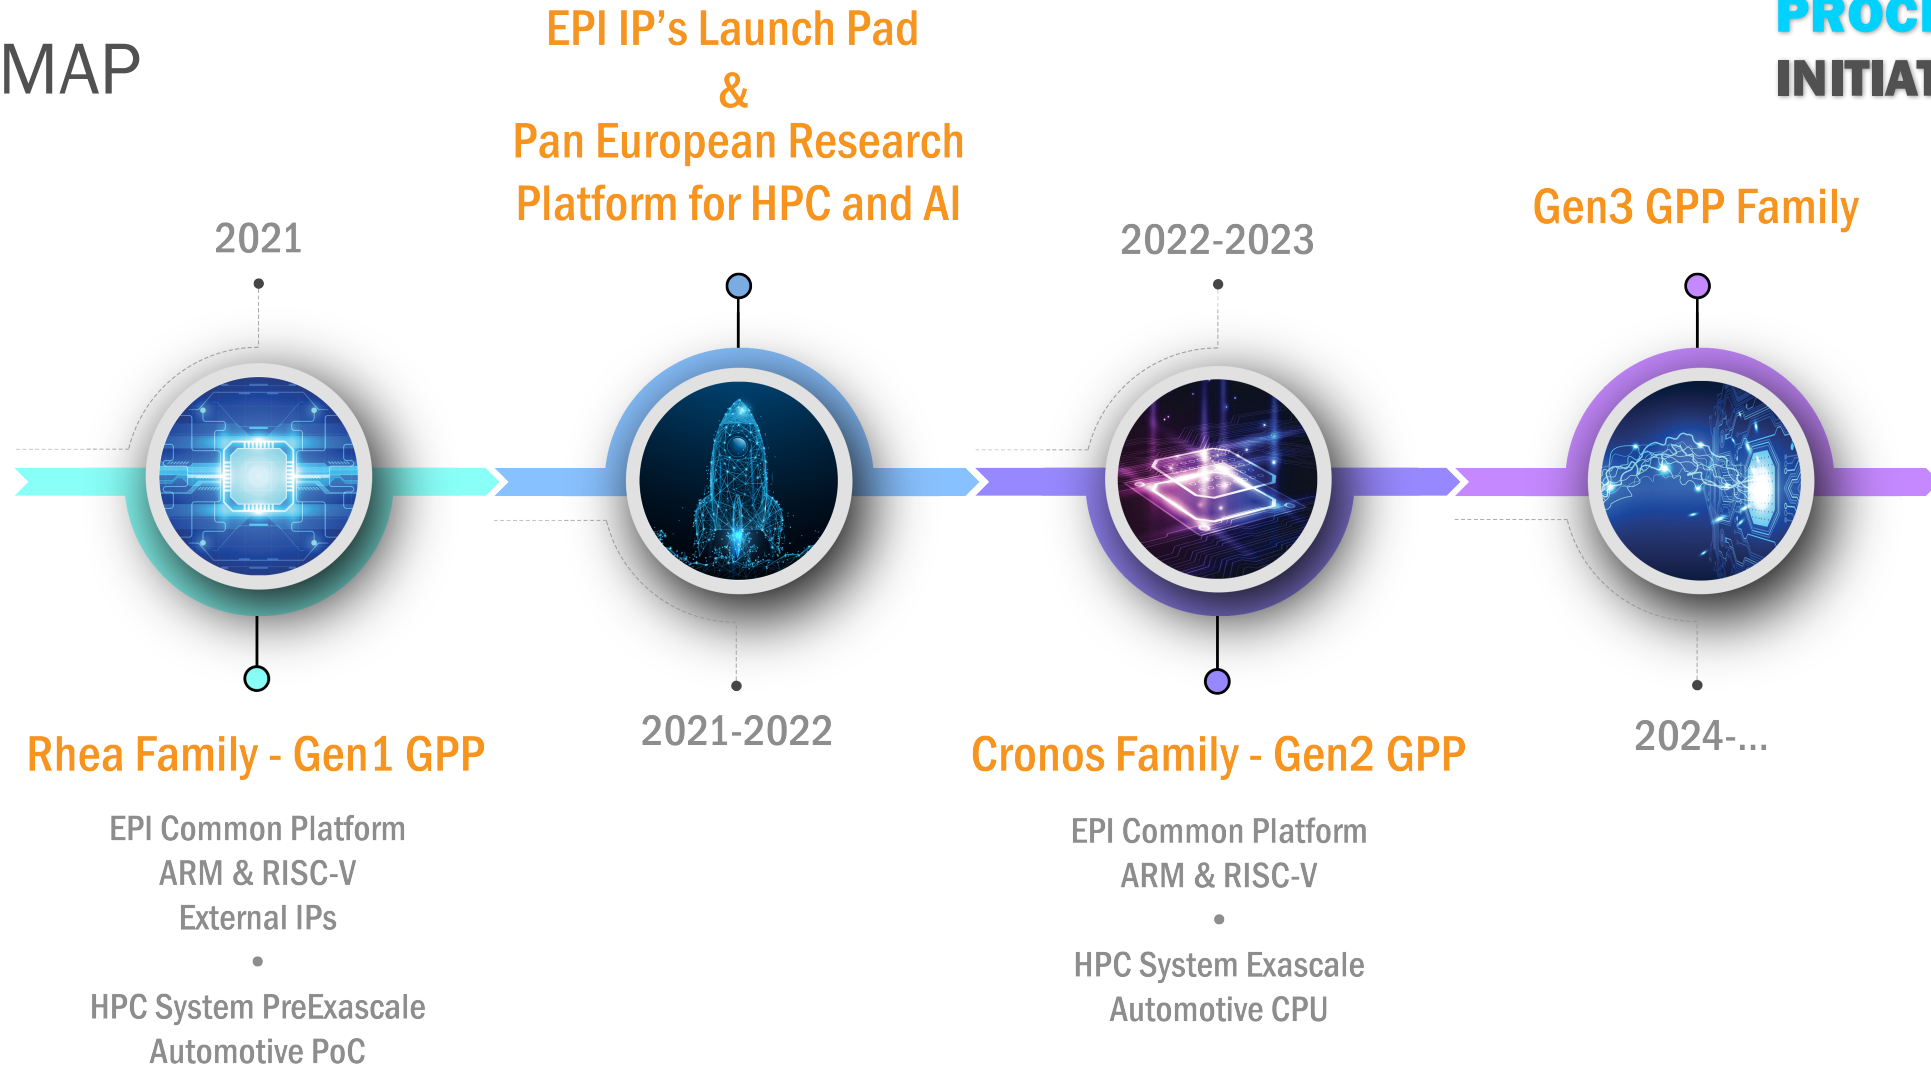 MAP
EPI IP’s Launch Pad
&
Pan European Research
Platform for HPC and AI
INITIAT
2021
2022-2023
Gen3 GPP Family
Rhea Family - Gen1 GPP
EPI Common Platform
ARM & RISC-V
External IPs
•
HPC System PreExascale
Automotive PoC
2021-2022
Cronos Family - Gen2 GPP
EPI Common Platform
ARM & RISC-V
•
HPC System Exascale
Automotive CPU
2024-...